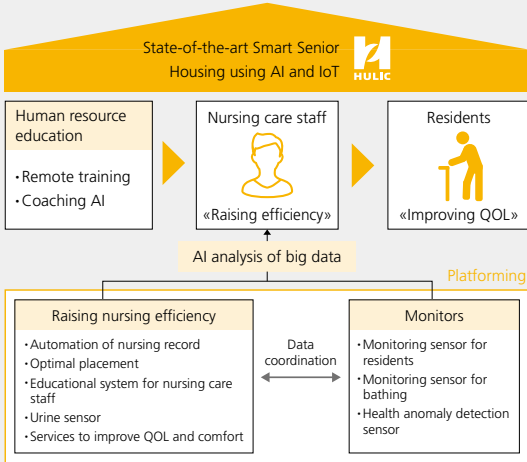 State-of-the-art Smart Senior
Housing using AI and IoT
HULIC
Human resource
education
・Remote training
・Coaching AI
Nursing care staff
«Raising efficiency»
Residents
«Improving QOL»
AI analysis of big data
Platforming
Raising nursing efficiency
・Automation of nursing record
・Optimal placement
・Educational system for nursing care
staff
・Urine sensor
・Services to improve QOL and comfort
Data
coordination
Monitors
・Monitoring sensor for
residents
・Monitoring sensor for
bathing
・Health anomaly detection
sensor